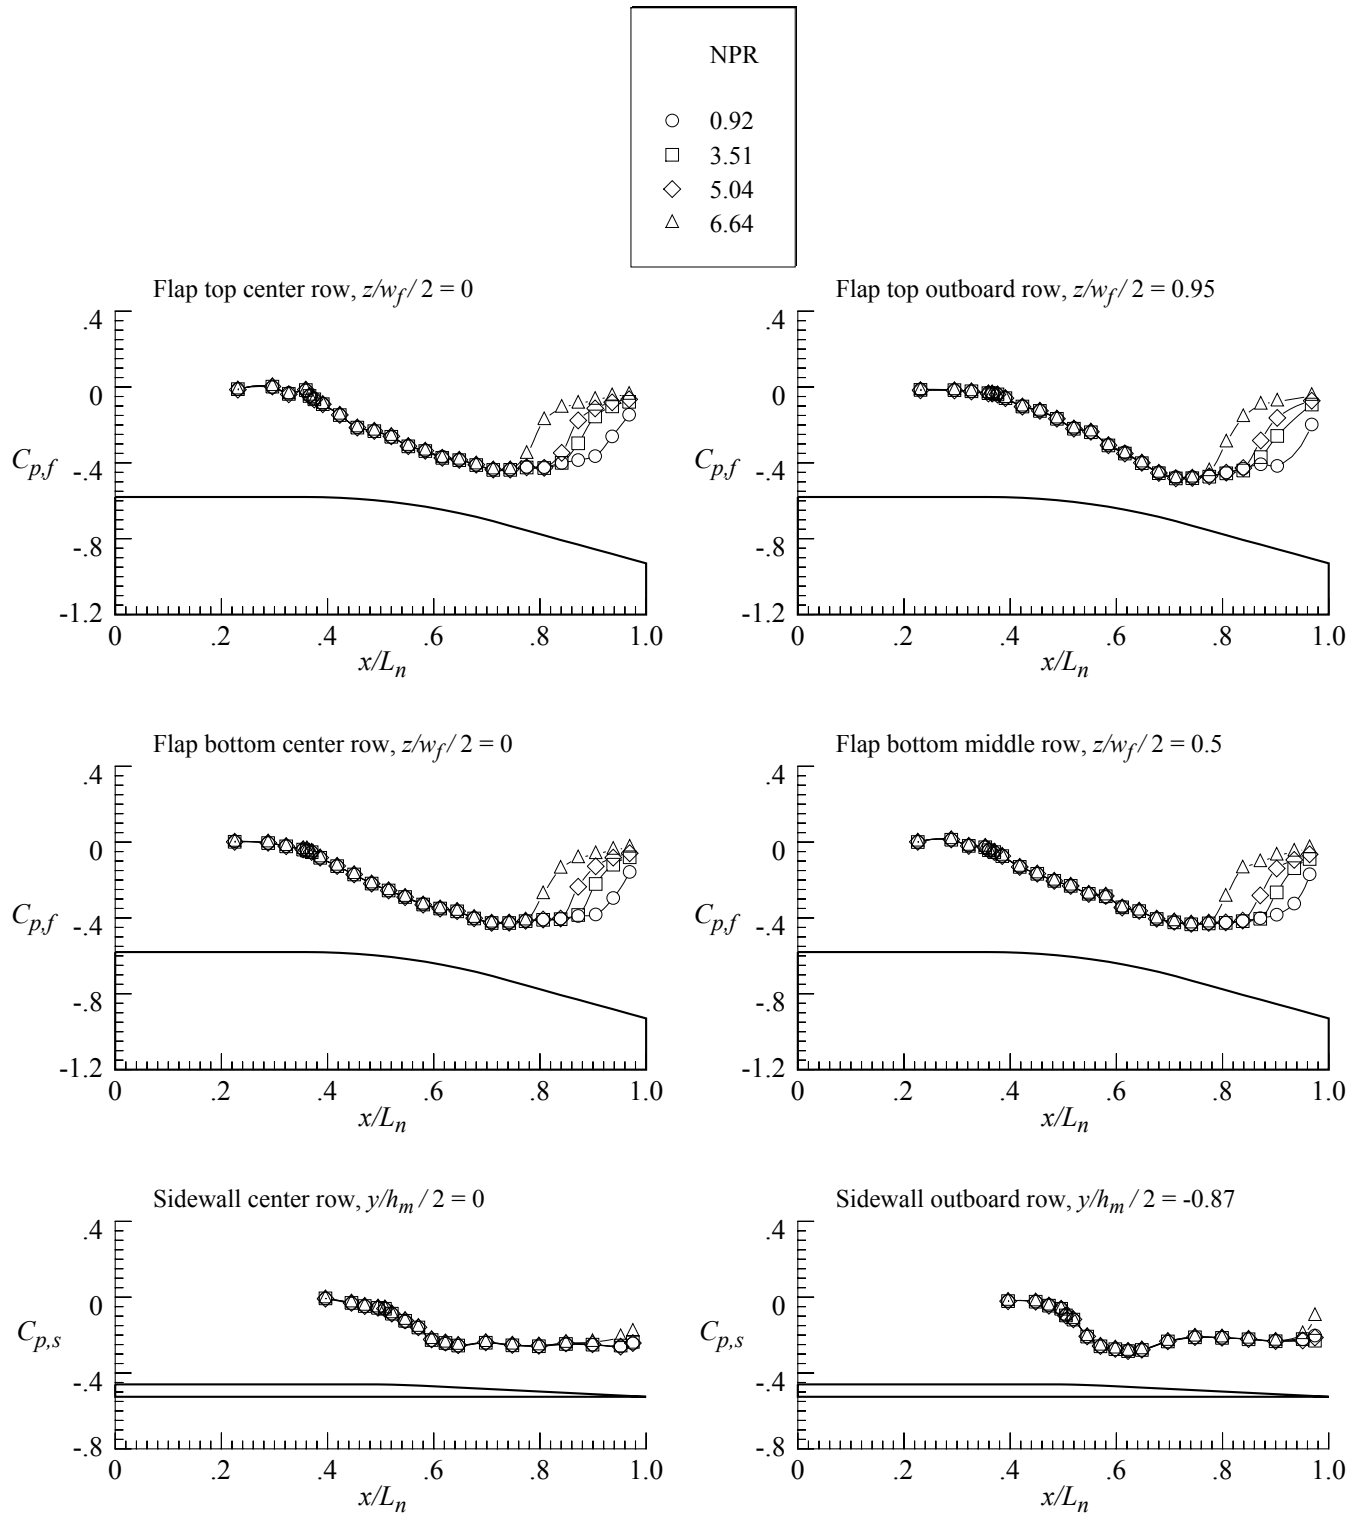 NPR
0.92
3.51
5.04
6.64
Flap top center row, z/w_f / 2 = 0
.4
0
-.4
-.8
-1.2
C_p,f
0 .2 .4 .6 .8 1.0
x/L_n
Flap top outboard row, z/w_f / 2 = 0.95
.4
0
-.4
-.8
-1.2
C_p,f
0 .2 .4 .6 .8 1.0
x/L_n
Flap bottom center row, z/w_f / 2 = 0
.4
0
-.4
-.8
-1.2
C_p,f
0 .2 .4 .6 .8 1.0
x/L_n
Flap bottom middle row, z/w_f / 2 = 0.5
.4
0
-.4
-.8
-1.2
C_p,f
0 .2 .4 .6 .8 1.0
x/L_n
Sidewall center row, y/h_m / 2 = 0
.4
0
-.4
-.8
C_p,s
0 .2 .4 .6 .8 1.0
x/L_n
Sidewall outboard row, y/h_m / 2 = -0.87
.4
0
-.4
-.8
C_p,s
0 .2 .4 .6 .8 1.0
x/L_n